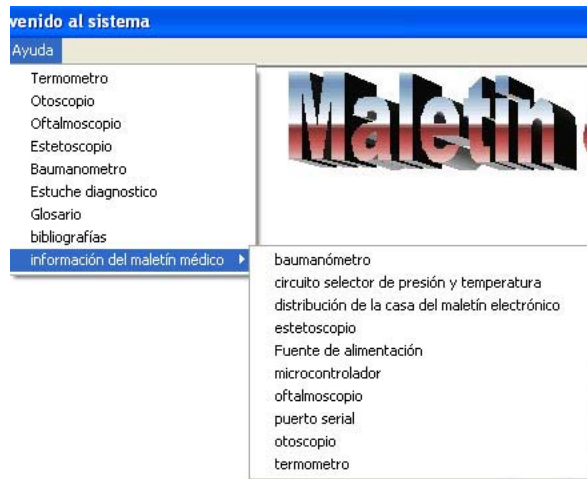 venido al sistema
Ayuda
Maletín
Termometro
Otoscopio
Oftalmoscopio
Estetoscopio
Baumanometro
Estuche diagnostico
Glosario
bibliografías
información del maletín médico
baumanómetro
circuito selector de presión y temperatura
distribución de la casa del maletín electrónico
estetoscopio
Fuente de alimentación
microcontrolador
oftalmoscopio
puerto serial
otoscopio
termometro